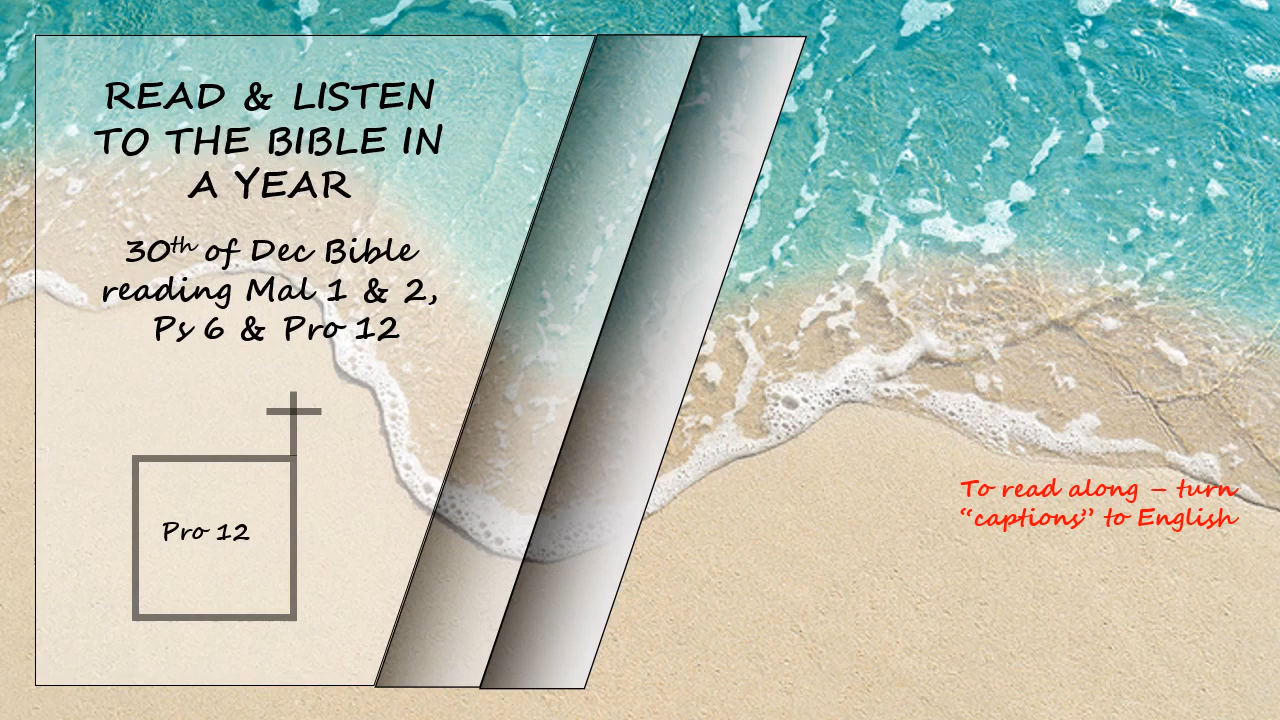 READ & LISTEN
TO THE BIBLE IN
A YEAR
30th of Dec Bible
reading Mal 1 & 2,
Ps 6 & Pro 12
Pro 12
To read along – turn
“captions” to English